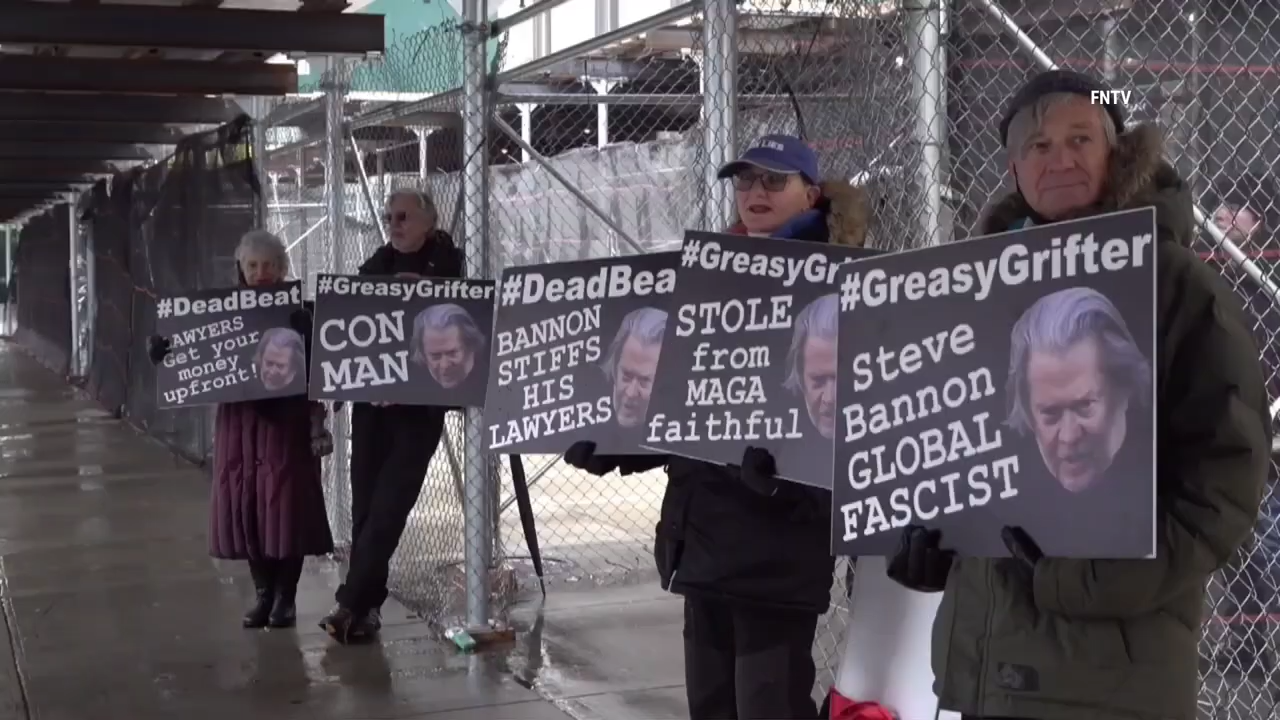 FNTV
#DeadBeat
LAWYERS
Get your
money
upfront!
#GreasyGrifter
CON
MAN
#DeadBea
BANNON
STIFFS
HIS
LAWYERS
#GreasyGr
STOLE
from
MAGA
faithful
#GreasyGrifter
Steve
Bannon
GLOBAL
FASCIST